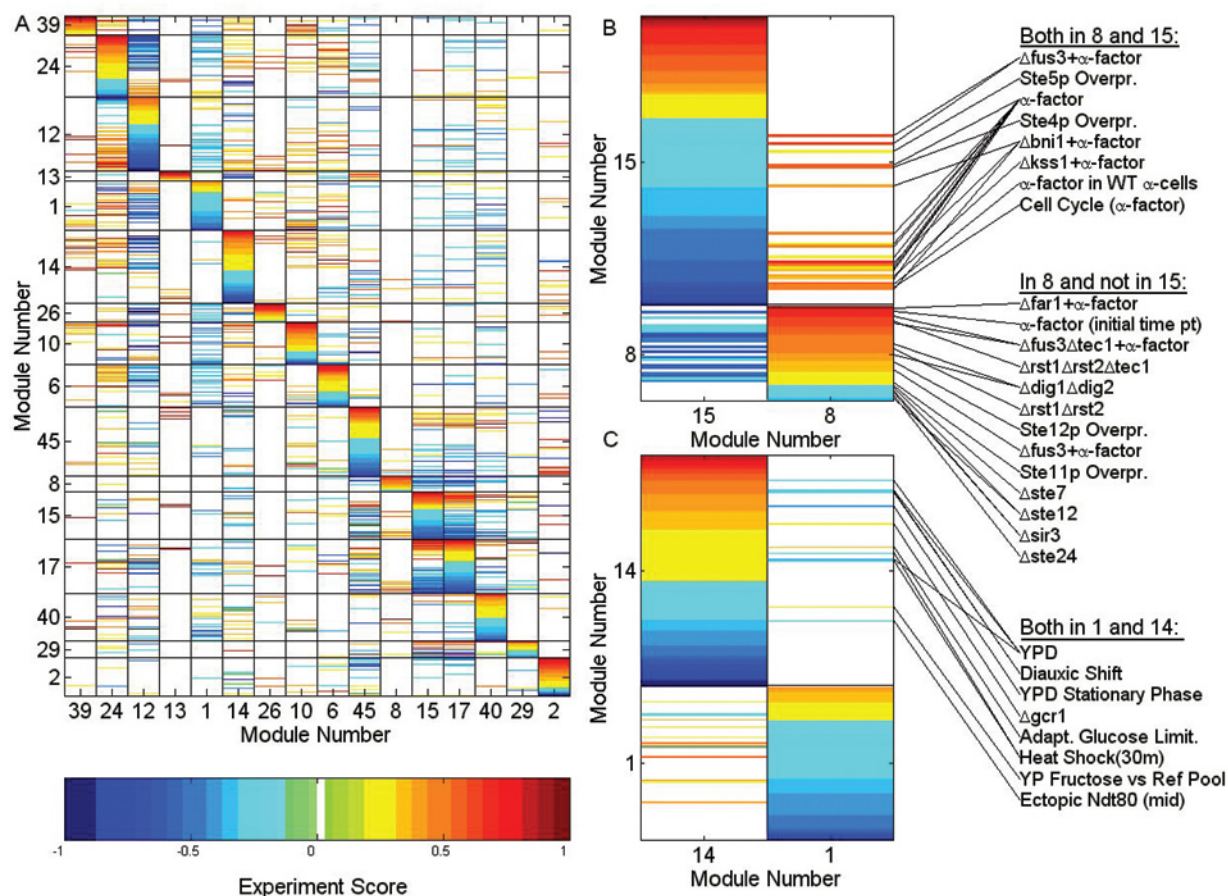 A
Module Number
39
24
12
13
1
14
26
10
6
45
8
15
17
40
29
2
39 24 12 13 1 14 26 10 6 45 8 15 17 40 29 2
Module Number
-1 -0.5 0 0.5 1
Experiment Score
B
Module Number
15
8
15 8
Module Number
Both in 8 and 15:
Δfus3+α-factor
Ste5p Overpr.
α-factor
Ste4p Overpr.
Δbni1+α-factor
Δkss1+α-factor
α-factor in WT α-cells
Cell Cycle (α-factor)
In 8 and not in 15:
Δfar1+α-factor
α-factor (initial time pt)
Δfus3Δtec1+α-factor
Δrst1Δrst2Δtec1
Δdig1Δdig2
Δrst1Δrst2
Ste12p Overpr.
Δfus3+α-factor
Ste11p Overpr.
Δste7
Δste12
Δsir3
Δste24
C
Module Number
14
1
14 1
Module Number
Both in 1 and 14:
YPD
Diauxic Shift
YPD Stationary Phase
Δgcr1
Adapt. Glucose Limit.
Heat Shock(30m)
YP Fructose vs Ref Pool
Ectopic Ndt80 (mid)